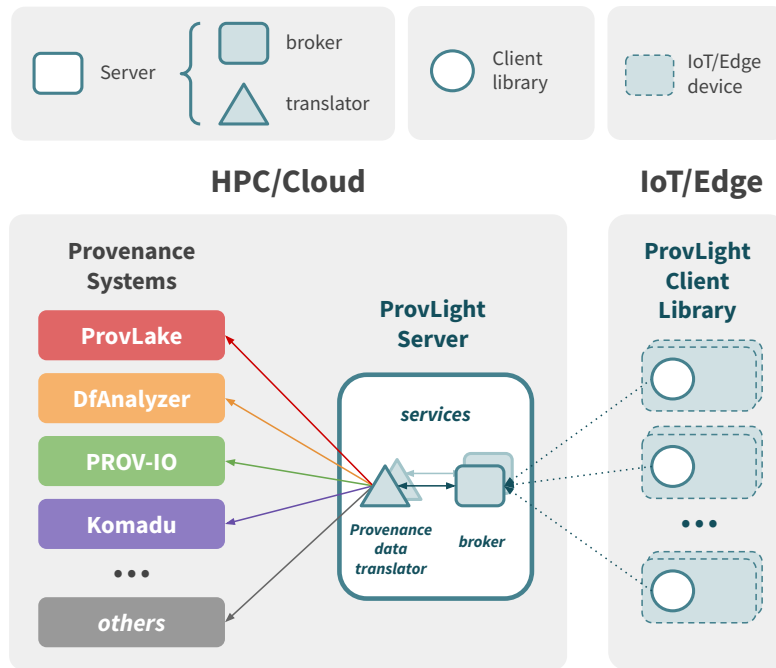 Server
broker
translator
Client
library
IoT/Edge
device
HPC/Cloud
IoT/Edge
Provenance
Systems
ProvLake
DfAnalyzer
PROV-IO
Komadu
•••
others
ProvLight
Server
services
Provenance
data
translator
broker
ProvLight
Client
Library
•••